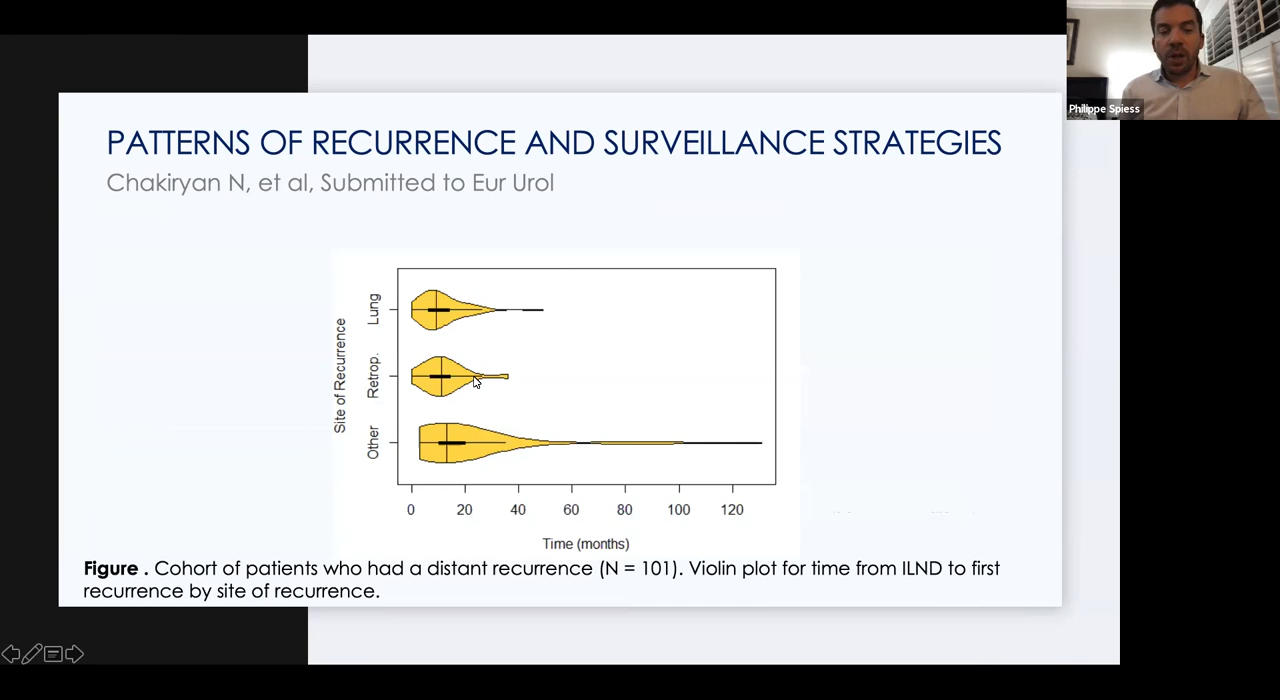 Philippe Spiess
PATTERNS OF RECURRENCE AND SURVEILLANCE STRATEGIES
Chakiryan N, et al, Submitted to Eur Urol
Site of Recurrence
Lung
Retrop.
Other
0 20 40 60 80 100 120
Time (months)
Figure . Cohort of patients who had a distant recurrence (N = 101). Violin plot for time from ILND to first
recurrence by site of recurrence.